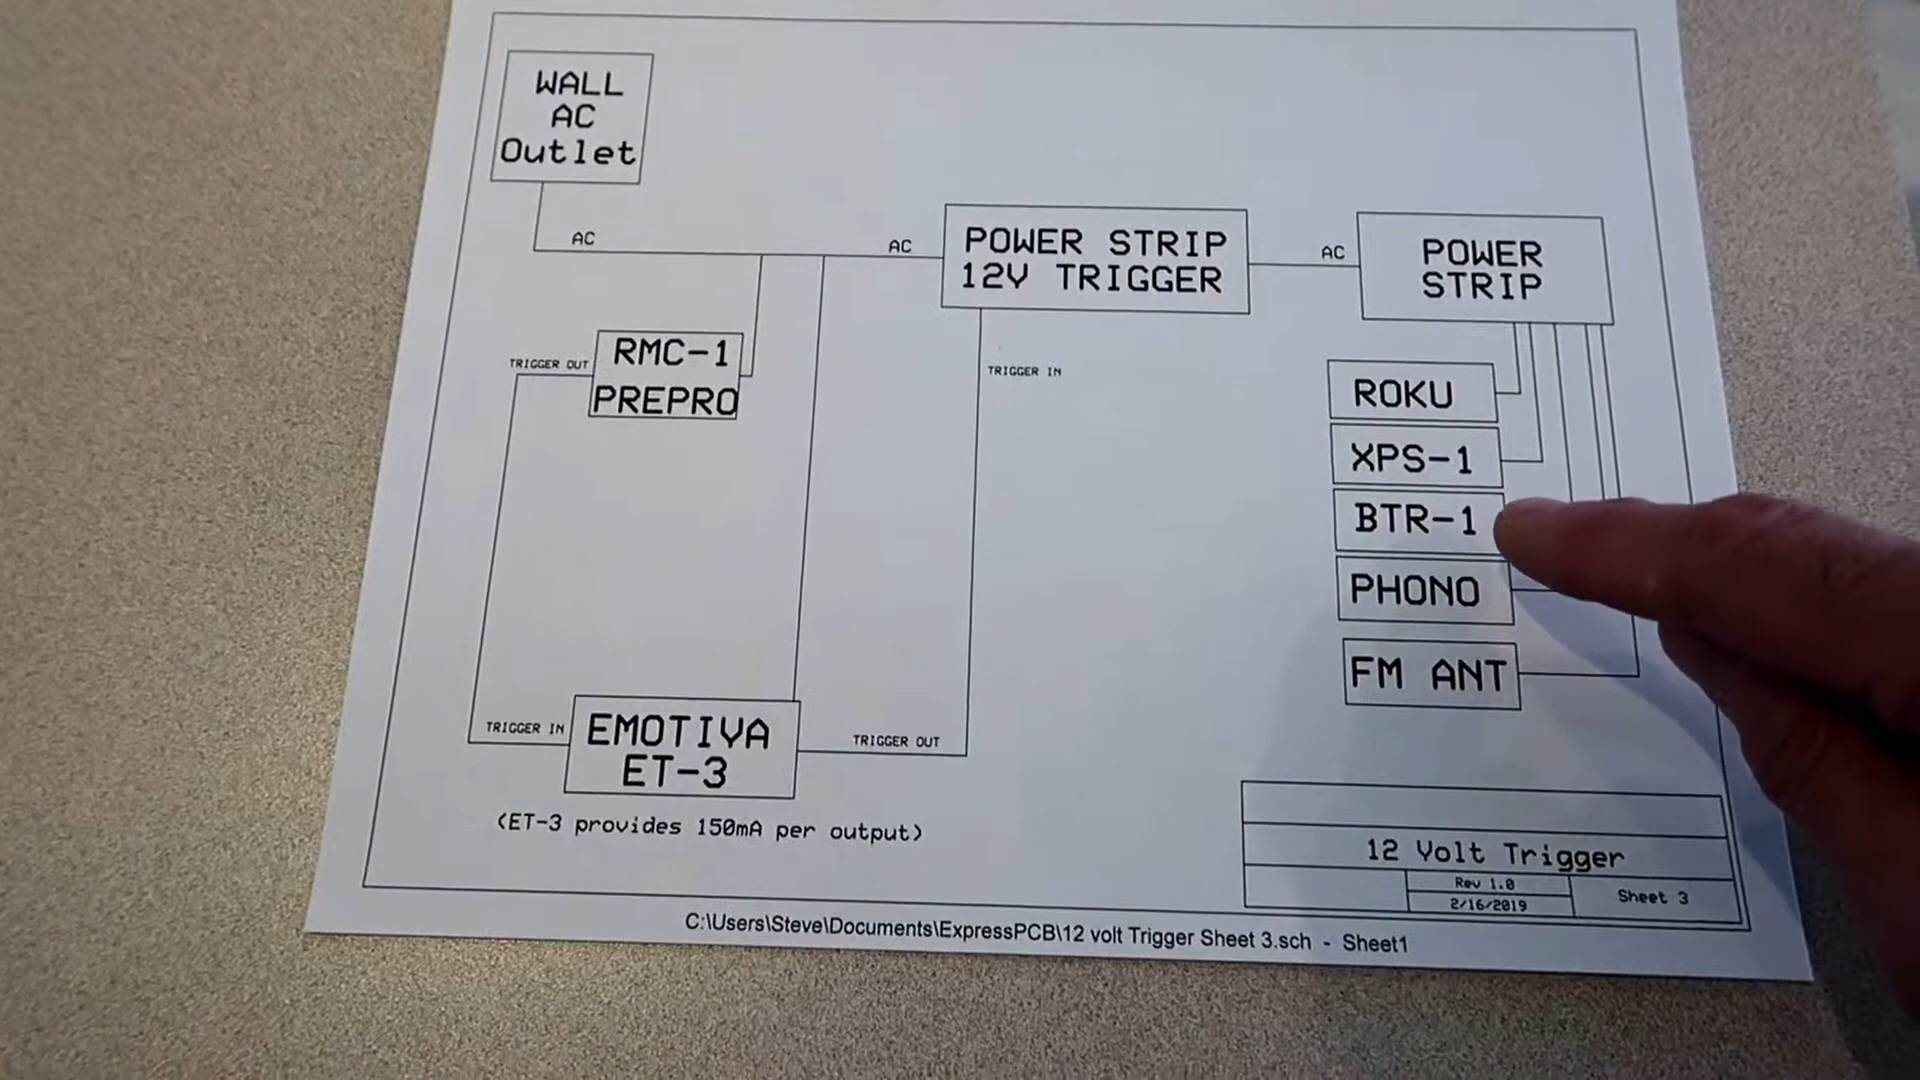 WALL
AC
Outlet
AC
AC
POWER STRIP
12V TRIGGER
AC
POWER
STRIP
TRIGGER OUT
RMC-1
PREPRO
TRIGGER IN
ROKU
XPS-1
BTR-1
PHONO
FM ANT
TRIGGER IN
EMOTIVA
ET-3
TRIGGER OUT
(ET-3 provides 150mA per output)
12 Volt Trigger
Rev 1.0
2/16/2019
Sheet 3
C:\Users\Steve\Documents\ExpressPCB\12 volt Trigger Sheet 3.sch - Sheet1